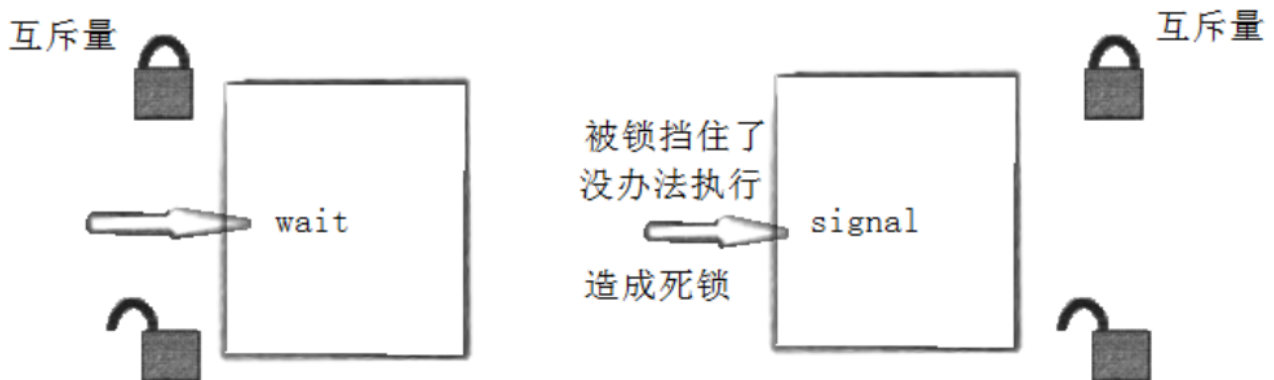 互斥量
互斥量
被锁挡住了
没办法执行
wait
signal
造成死锁